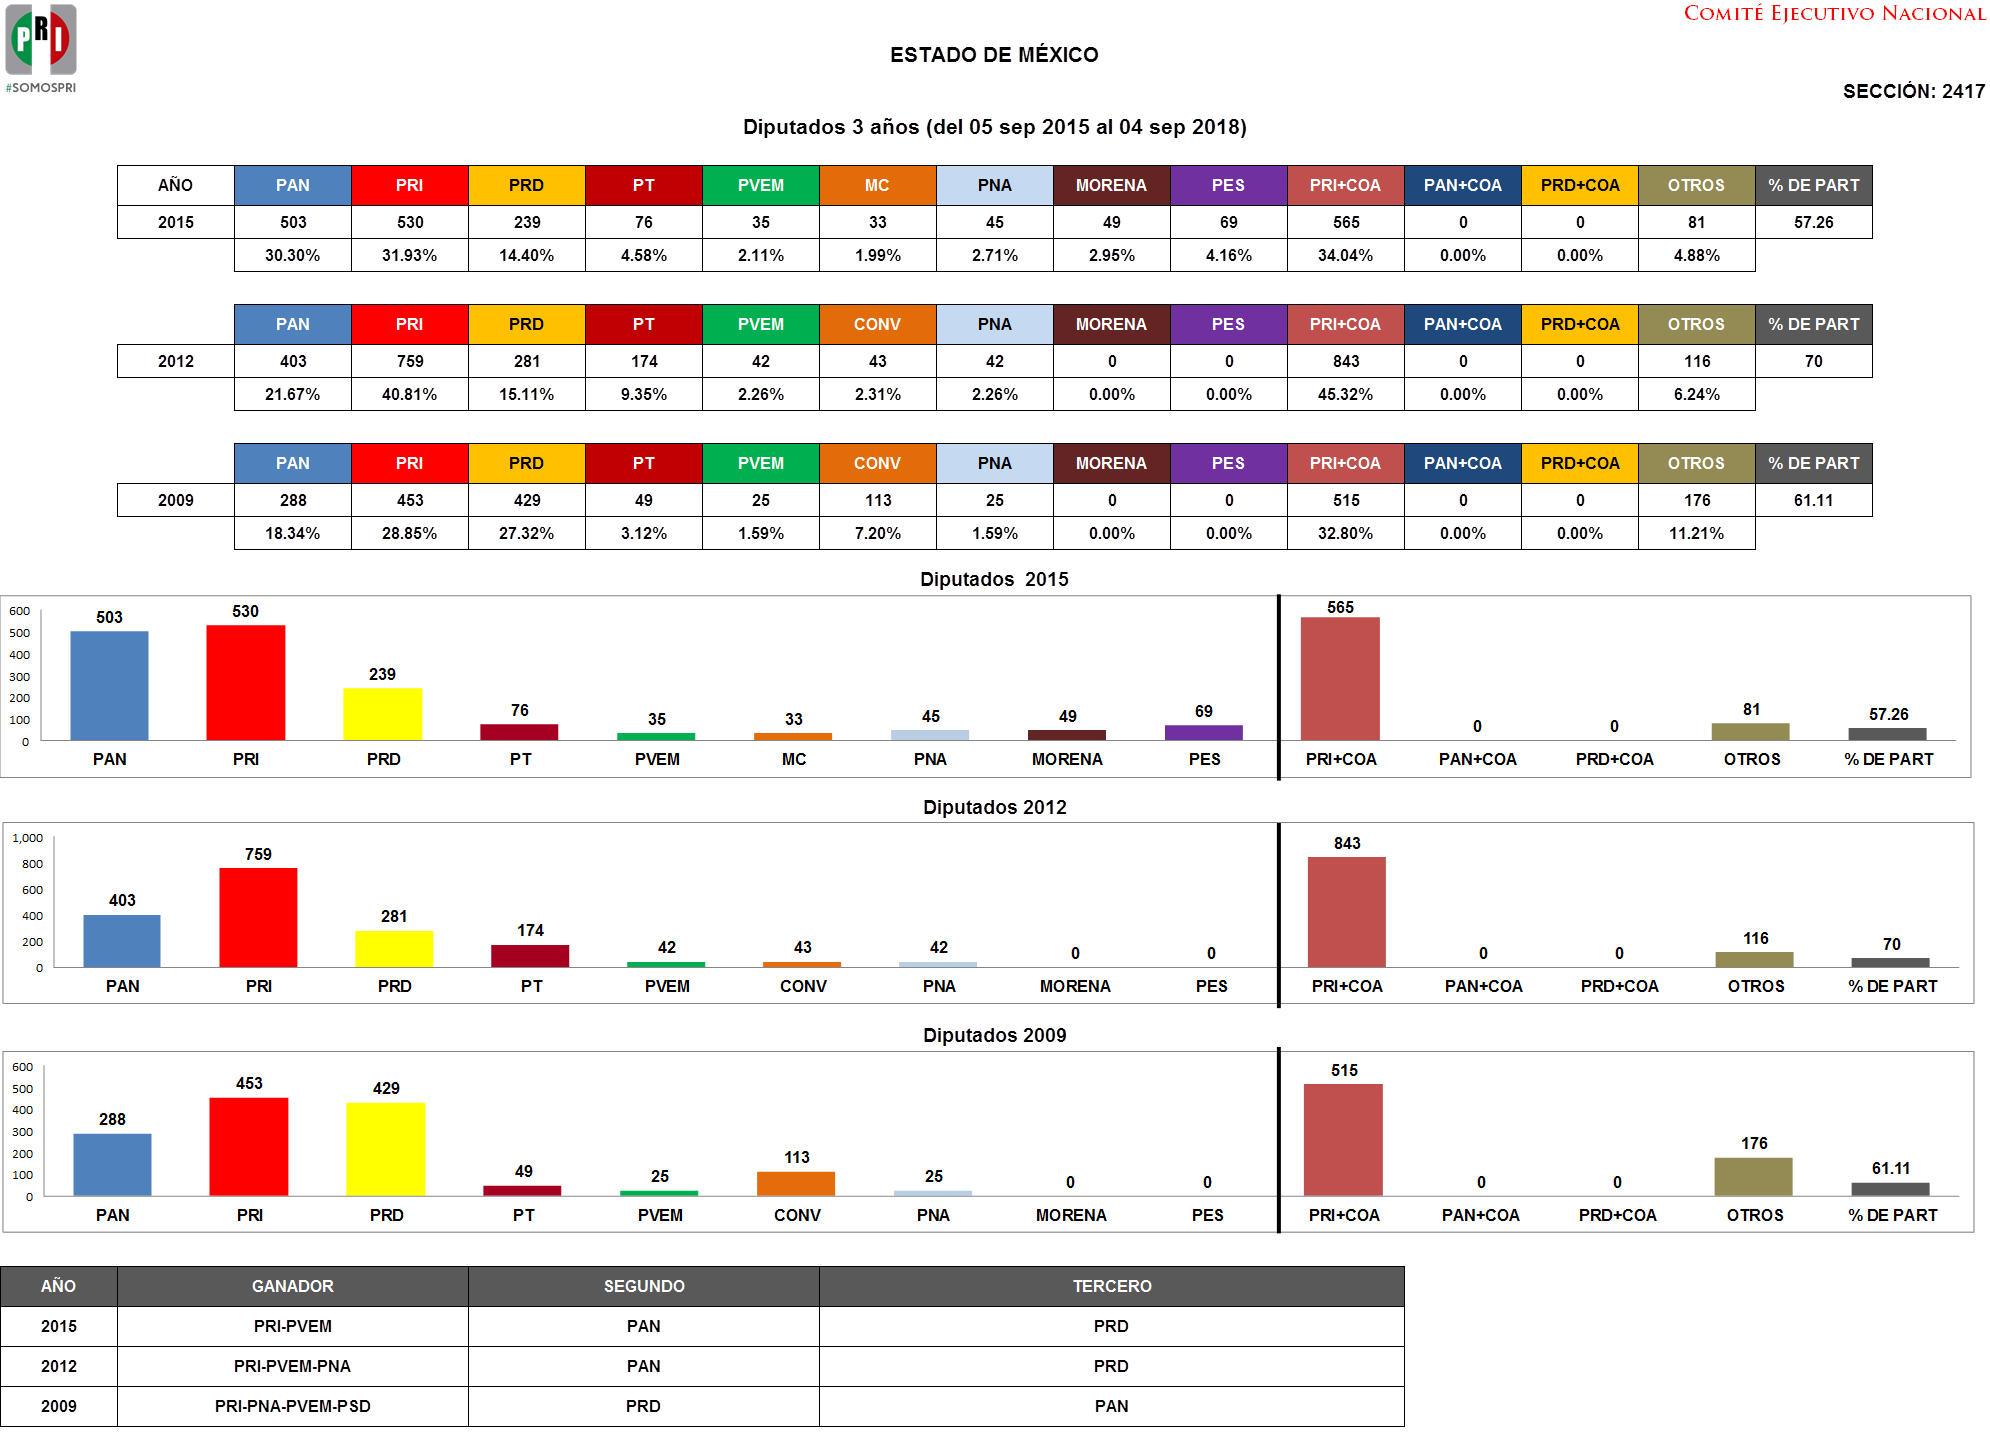 PRI
#SOMOSPRI
COMITÉ EJECUTIVO NACIONAL
ESTADO DE MÉXICO
SECCIÓN: 2417
Diputados 3 años (del 05 sep 2015 al 04 sep 2018)
AÑO PAN PRI PRD PT PVEM MC PNA MORENA PES PRI+COA PAN+COA PRD+COA OTROS % DE PART
2015 503 530 239 76 35 33 45 49 69 565 0 0 81 57.26
30.30% 31.93% 14.40% 4.58% 2.11% 1.99% 2.71% 2.95% 4.16% 34.04% 0.00% 0.00% 4.88%
PAN PRI PRD PT PVEM CONV PNA MORENA PES PRI+COA PAN+COA PRD+COA OTROS % DE PART
2012 403 759 281 174 42 43 42 0 0 843 0 0 116 70
21.67% 40.81% 15.11% 9.35% 2.26% 2.31% 2.26% 0.00% 0.00% 45.32% 0.00% 0.00% 6.24%
PAN PRI PRD PT PVEM CONV PNA MORENA PES PRI+COA PAN+COA PRD+COA OTROS % DE PART
2009 288 453 429 49 25 113 25 0 0 515 0 0 176 61.11
18.34% 28.85% 27.32% 3.12% 1.59% 7.20% 1.59% 0.00% 0.00% 32.80% 0.00% 0.00% 11.21%
Diputados 2015
600
500
400
300
200
100
0
503 530 239 76 35 33 45 49 69 565 0 0 81 57.26
PAN PRI PRD PT PVEM MC PNA MORENA PES PRI+COA PAN+COA PRD+COA OTROS % DE PART
Diputados 2012
1,000
800
600
400
200
0
403 759 281 174 42 43 42 0 0 843 0 0 116 70
PAN PRI PRD PT PVEM CONV PNA MORENA PES PRI+COA PAN+COA PRD+COA OTROS % DE PART
Diputados 2009
600
500
400
300
200
100
0
288 453 429 49 25 113 25 0 0 515 0 0 176 61.11
PAN PRI PRD PT PVEM CONV PNA MORENA PES PRI+COA PAN+COA PRD+COA OTROS % DE PART
AÑO GANADOR SEGUNDO TERCERO
2015 PRI-PVEM PAN PRD
2012 PRI-PVEM-PNA PAN PRD
2009 PRI-PNA-PVEM-PSD PRD PAN